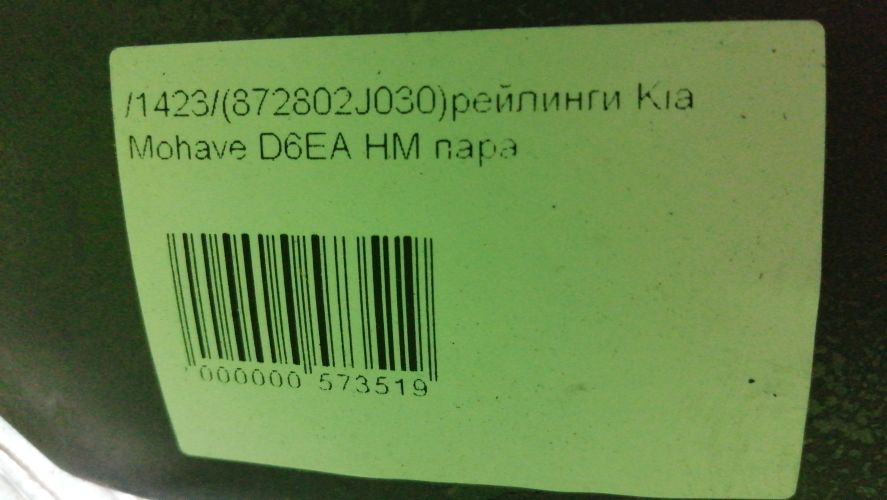 /1423/(872802J030)рейлинги Kia
Mohave D6EA HM пара
000000 573519